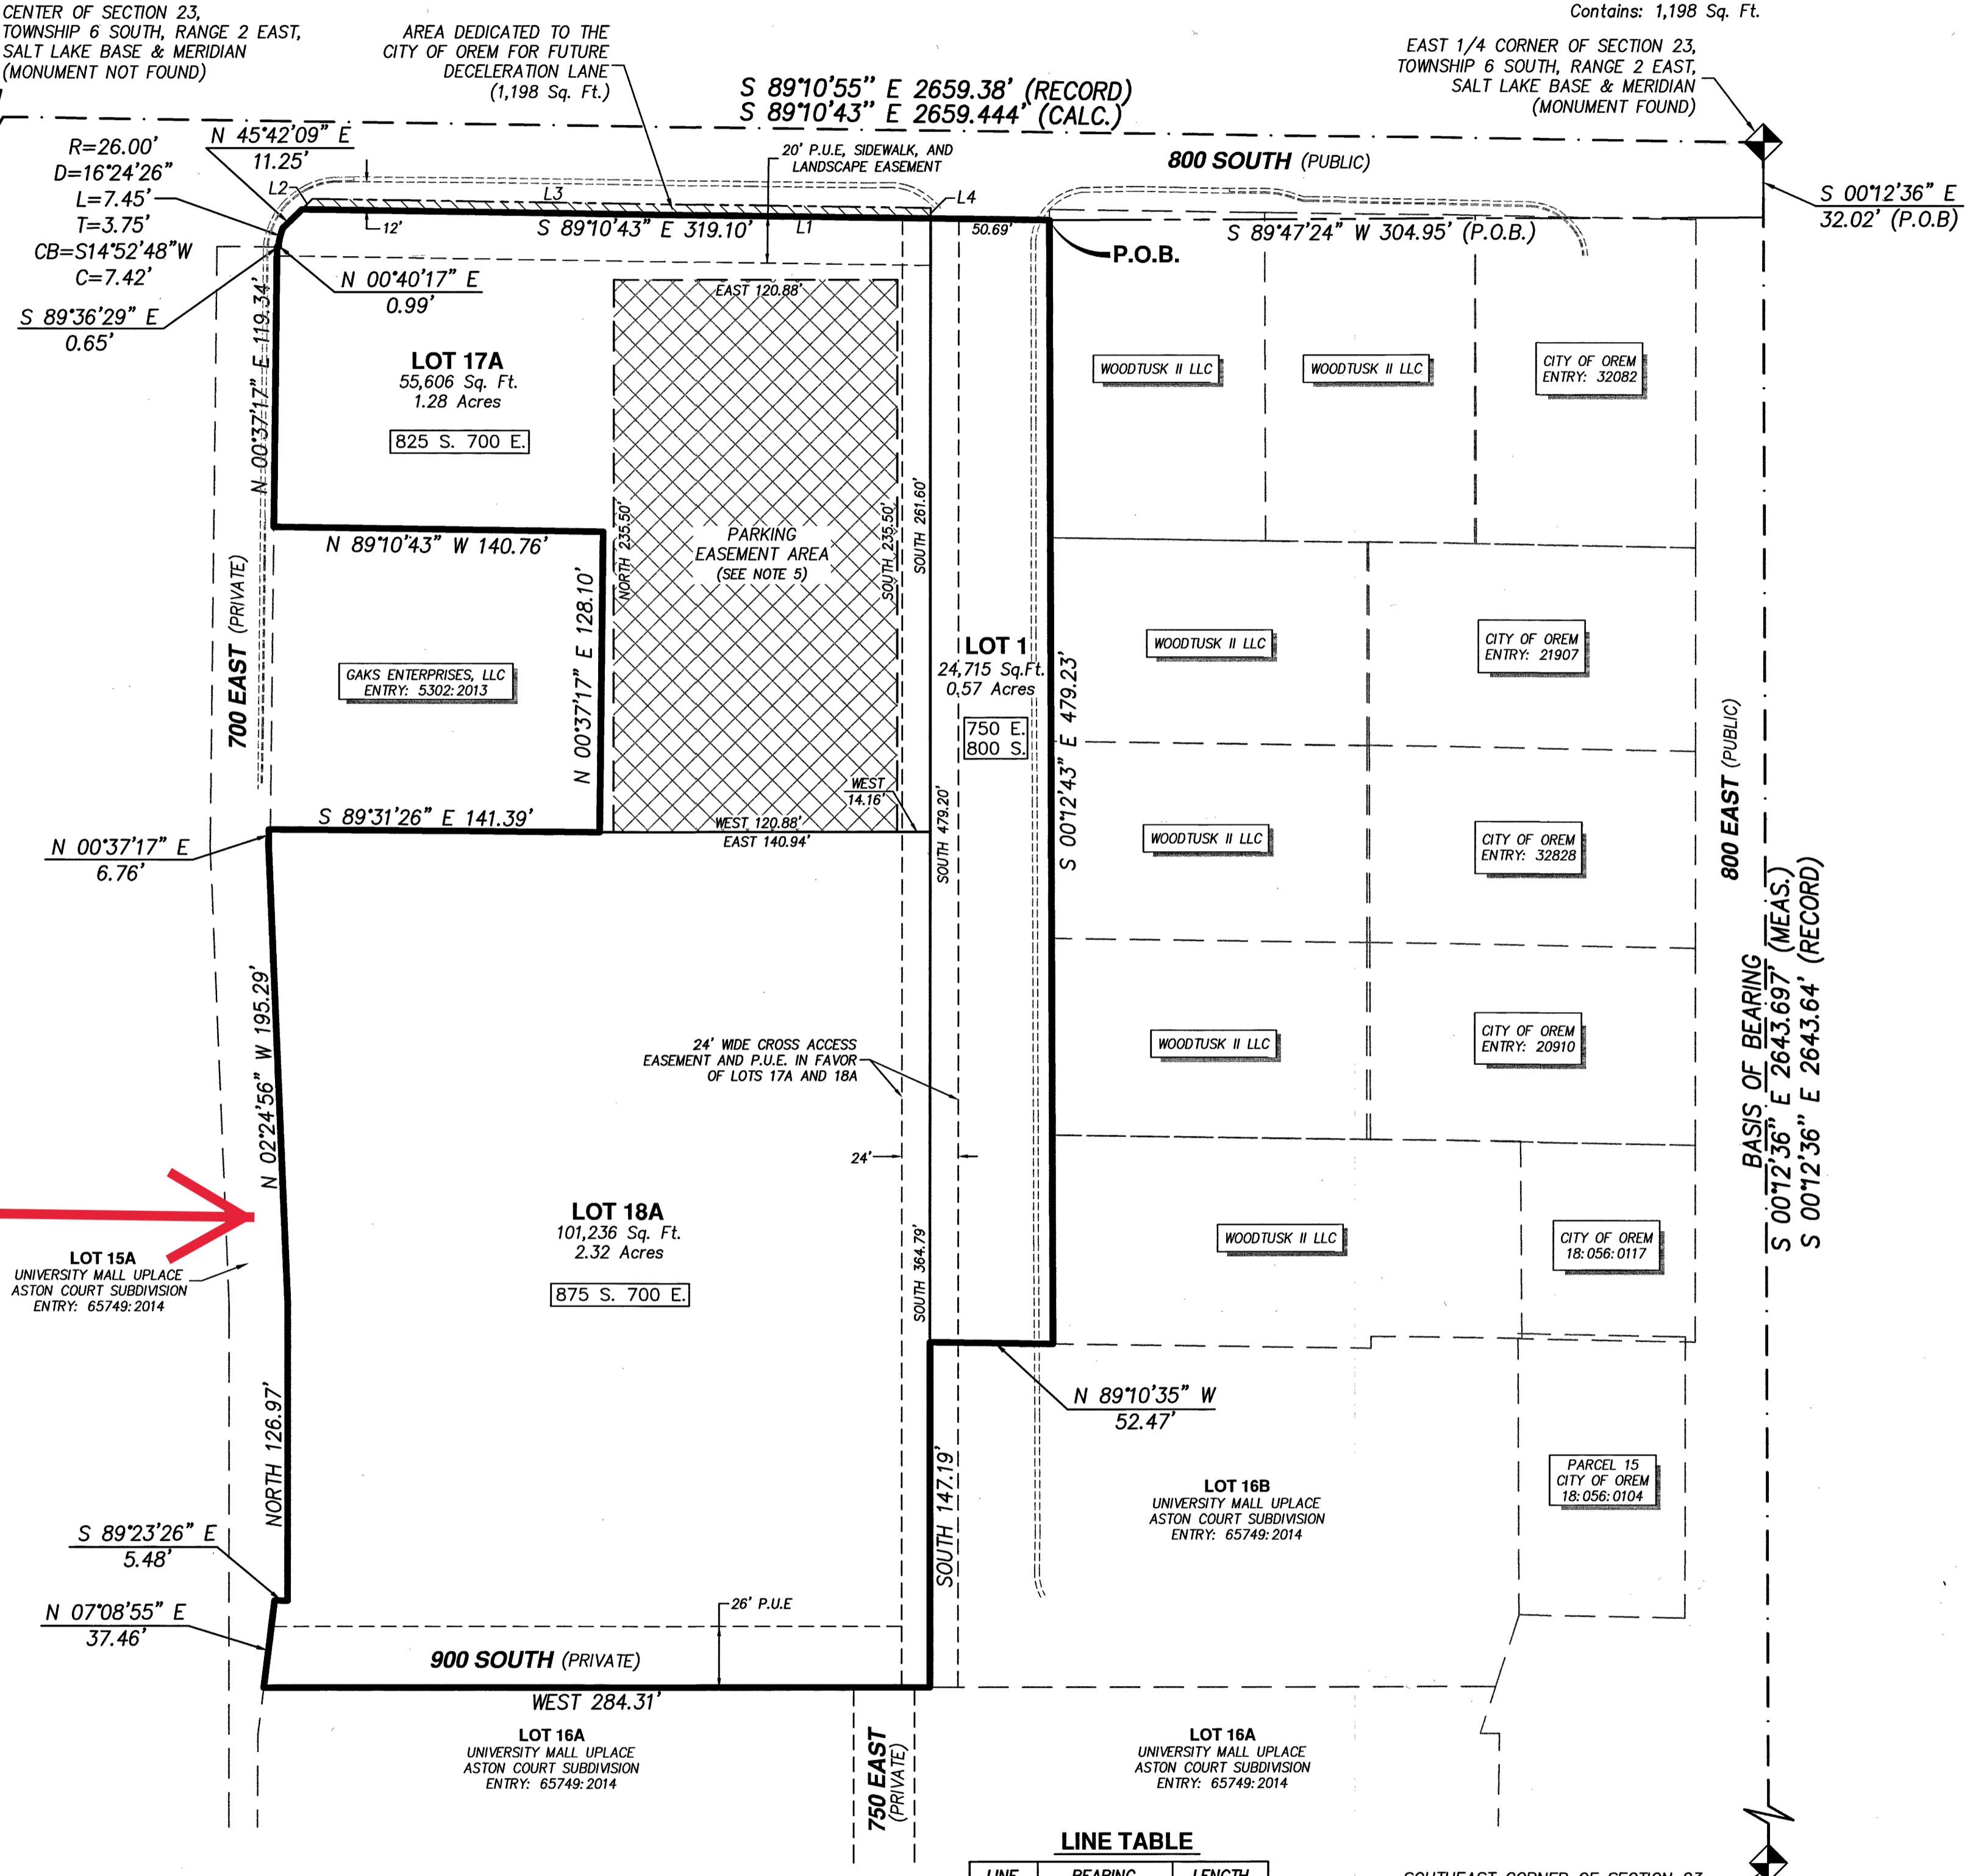 CENTER OF SECTION 23,
TOWNSHIP 6 SOUTH, RANGE 2 EAST,
SALT LAKE BASE & MERIDIAN
(MONUMENT NOT FOUND)
AREA DEDICATED TO THE
CITY OF OREM FOR FUTURE
DECELERATION LANE
(1,198 Sq. Ft.)
S 89°10'55" E 2659.38' (RECORD)
S 89°10'43" E 2659.444' (CALC.)
Contains: 1,198 Sq. Ft.
EAST 1/4 CORNER OF SECTION 23,
TOWNSHIP 6 SOUTH, RANGE 2 EAST,
SALT LAKE BASE & MERIDIAN
(MONUMENT FOUND)
R=26.00'
D=16°24'26"
L=7.45'
T=3.75'
CB=S14°52'48"W
C=7.42'
N 45°42'09" E
11.25'
20' P.U.E, SIDEWALK, AND
LANDSCAPE EASEMENT
800 SOUTH (PUBLIC)
S 00°12'36" E
32.02' (P.O.B)
L2
L3
L4
12'
S 89°10'43" E 319.10'
L1
50.69'
P.O.B.
S 89°47'24" W 304.95' (P.O.B.)
N 00°40'17" E
0.99'
S 89°36'29" E
0.65'
N 00°37'17" E 119.34'
EAST 120.88'
LOT 17A
55,606 Sq. Ft.
1.28 Acres
825 S. 700 E.
WOODTUSK II LLC
WOODTUSK II LLC
CITY OF OREM
ENTRY: 32082
N 89°10'43" W 140.76'
NORTH 235.50'
PARKING
EASEMENT AREA
(SEE NOTE 5)
SOUTH 235.50'
SOUTH 261.60'
700 EAST (PRIVATE)
GAKS ENTERPRISES, LLC
ENTRY: 5302:2013
N 00°37'17" E 128.10'
LOT 1
24,715 Sq.Ft.
0.57 Acres
750 E.
800 S.
S 00°12'43" E 479.23'
WOODTUSK II LLC
CITY OF OREM
ENTRY: 21907
800 EAST (PUBLIC)
S 89°31'26" E 141.39'
WEST
14.16'
WEST 120.88'
EAST 140.94'
SOUTH 479.20'
WOODTUSK II LLC
CITY OF OREM
ENTRY: 32828
N 00°37'17" E
6.76'
N 02°24'56" W 195.29'
24' WIDE CROSS ACCESS
EASEMENT AND P.U.E. IN FAVOR
OF LOTS 17A AND 18A
WOODTUSK II LLC
CITY OF OREM
ENTRY: 20910
BASIS OF BEARING
S 00°12'36" E 2643.697' (MEAS.)
S 00°12'36" E 2643.64' (RECORD)
24'
LOT 18A
101,236 Sq. Ft.
2.32 Acres
875 S. 700 E.
SOUTH 364.79'
WOODTUSK II LLC
CITY OF OREM
18:056:0117
LOT 15A
UNIVERSITY MALL UPLACE
ASTON COURT SUBDIVISION
ENTRY: 65749:2014
NORTH 126.97'
N 89°10'35" W
52.47'
SOUTH 147.19'
LOT 16B
UNIVERSITY MALL UPLACE
ASTON COURT SUBDIVISION
ENTRY: 65749:2014
PARCEL 15
CITY OF OREM
18:056:0104
S 89°23'26" E
5.48'
N 07°08'55" E
37.46'
26' P.U.E
900 SOUTH (PRIVATE)
WEST 284.31'
LOT 16A
UNIVERSITY MALL UPLACE
ASTON COURT SUBDIVISION
ENTRY: 65749:2014
750 EAST
(PRIVATE)
LOT 16A
UNIVERSITY MALL UPLACE
ASTON COURT SUBDIVISION
ENTRY: 65749:2014
LINE TABLE
LINE BEARING LENGTH
SOUTHEAST CORNER OF SECTION 23